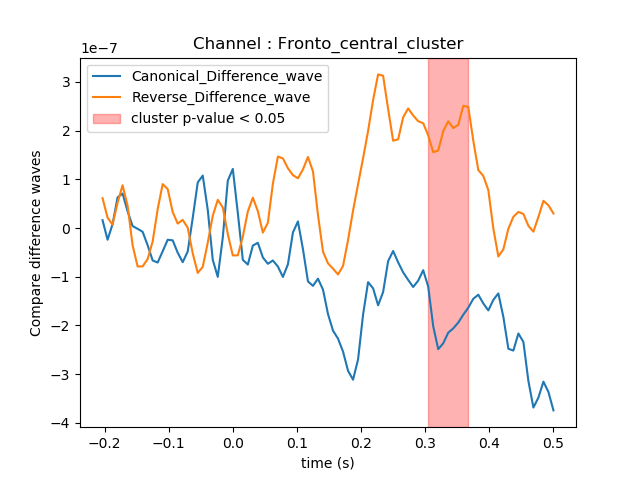 Channel : Fronto_central_cluster
1e−7
Canonical_Difference_wave
Reverse_Difference_wave
cluster p-value < 0.05
Compare difference waves
3
2
1
0
−1
−2
−3
−4
−0.2 −0.1 0.0 0.1 0.2 0.3 0.4 0.5
time (s)